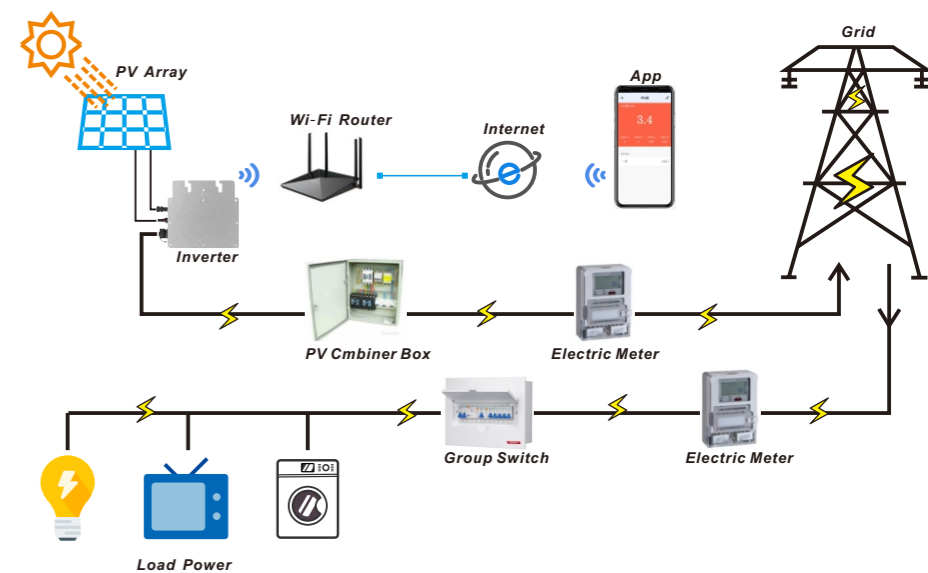 Grid
PV Array
App
Wi-Fi Router
Internet
3.4
Inverter
PV Cmbiner Box
Electric Meter
Group Switch
Electric Meter
Load Power